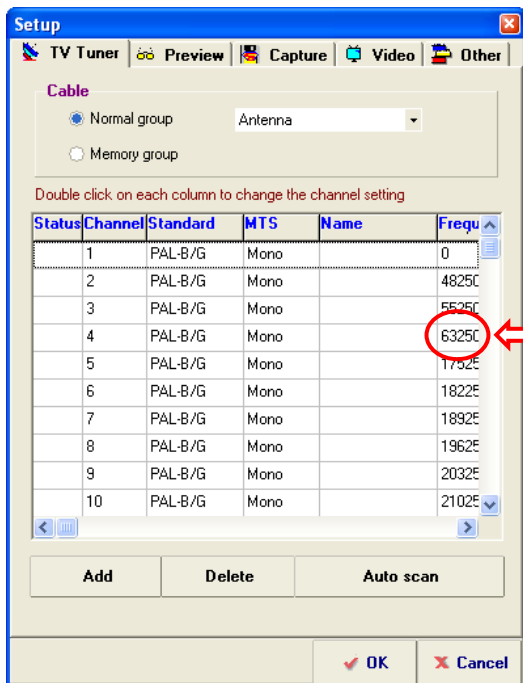 Setup
TV Tuner Preview Capture Video Other
Cable
Normal group Antenna
Memory group
Double click on each column to change the channel setting
Status Channel Standard MTS Name Frequ
1 PAL-B/G Mono 0
2 PAL-B/G Mono 48250
3 PAL-B/G Mono 55250
4 PAL-B/G Mono 63250
5 PAL-B/G Mono 17525
6 PAL-B/G Mono 18225
7 PAL-B/G Mono 18925
8 PAL-B/G Mono 19625
9 PAL-B/G Mono 20325
10 PAL-B/G Mono 21025
Add Delete Auto scan
OK Cancel